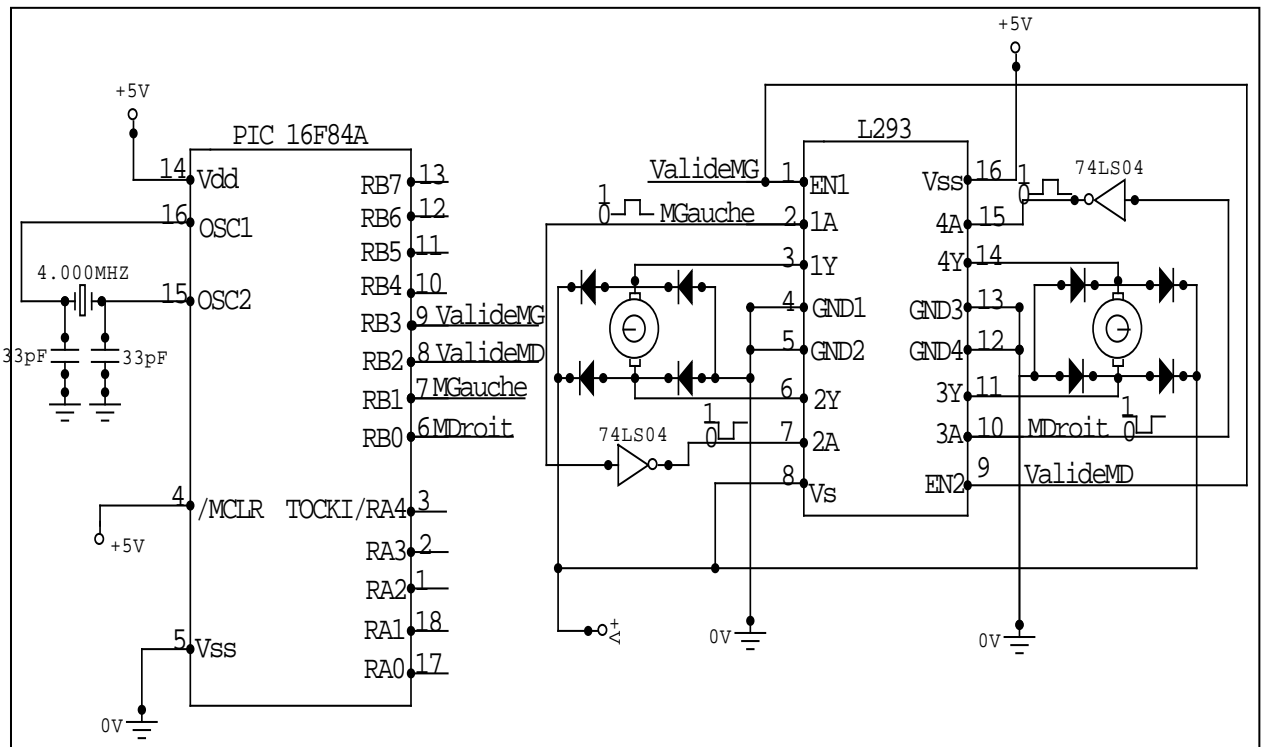 +5V
PIC 16F84A
14 Vdd
16 OSC1
4.000MHZ
15 OSC2
33pF
33pF
4 /MCLR
+5V
5 Vss
0V
RB7 13
RB6 12
RB5 11
RB4 10
RB3 9 ValideMG
RB2 8 ValideMD
RB1 7 MGauche
RB0 6 MDroit
TOCKI/RA4 3
RA3 2
RA2 1
RA1 18
RA0 17
+5V
L293
ValideMG 1 EN1
1
0
MGauche 2 1A
3 1Y
4 GND1
5 GND2
6 2Y
74LS04
1
0
7 2A
8 Vs
+V
0V
Vss 16
74LS04
1
0
4A 15
4Y 14
GND3 13
GND4 12
3Y 11
3A 10 MDroit
1
0
EN2 9 ValideMD
0V